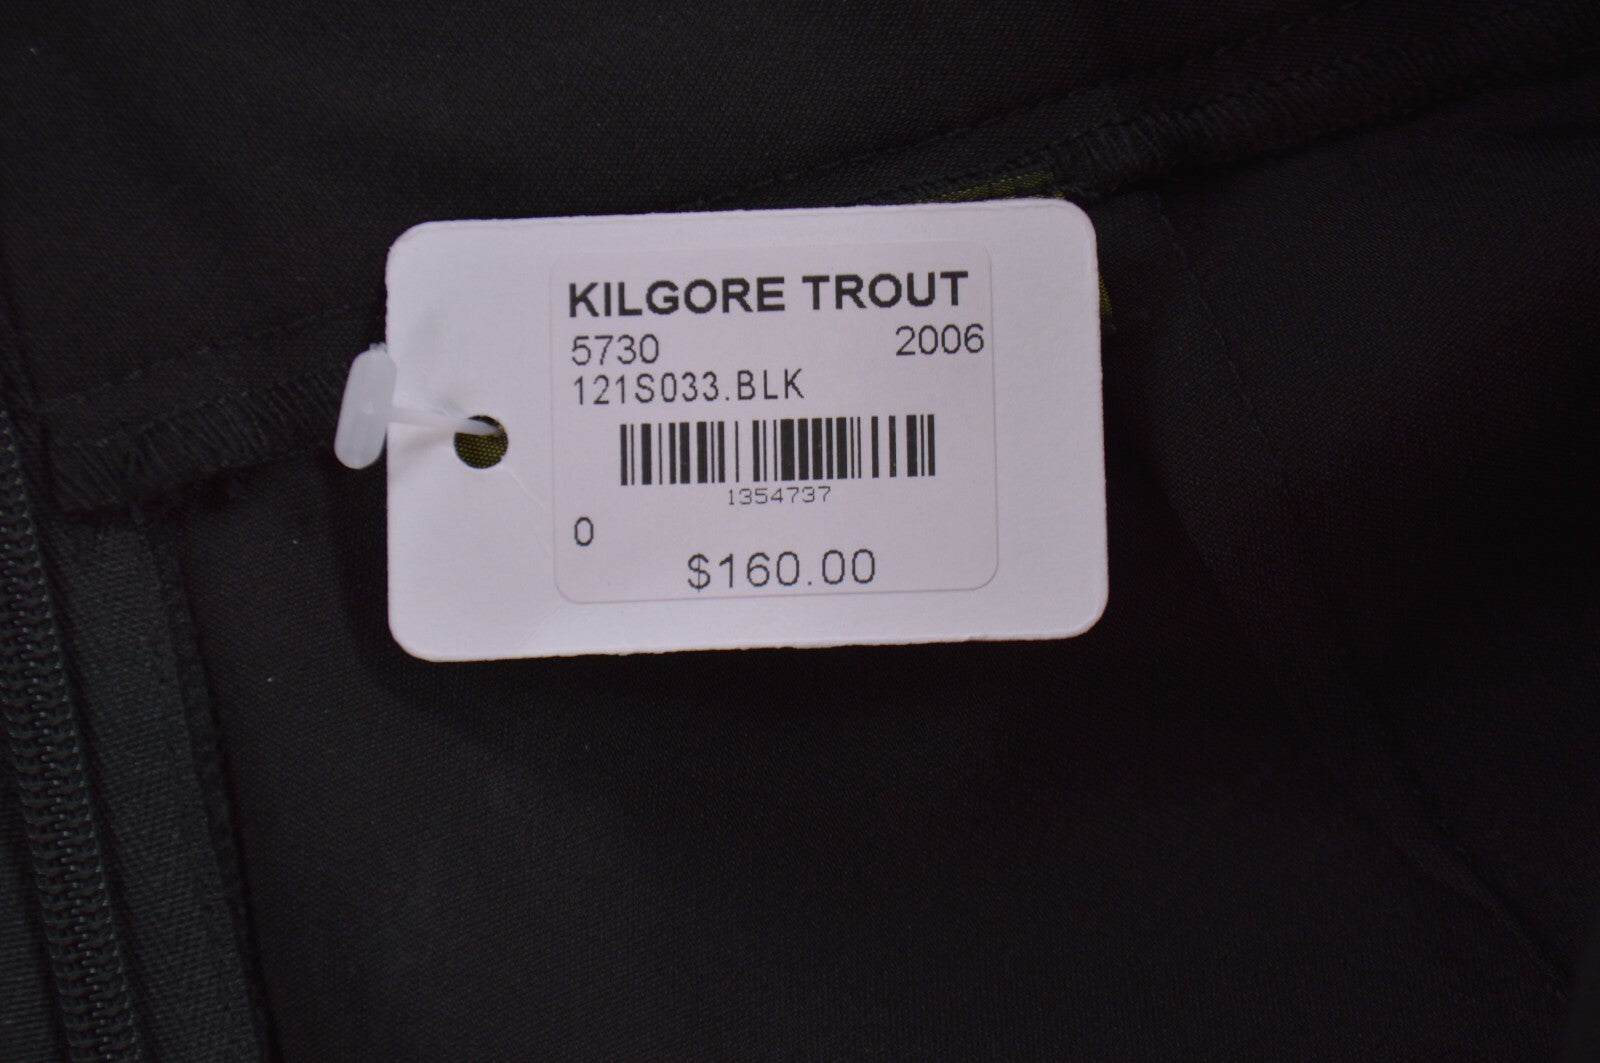 KILGORE TROUT
5730 2006
121S033.BLK
1354737
0
$160.00